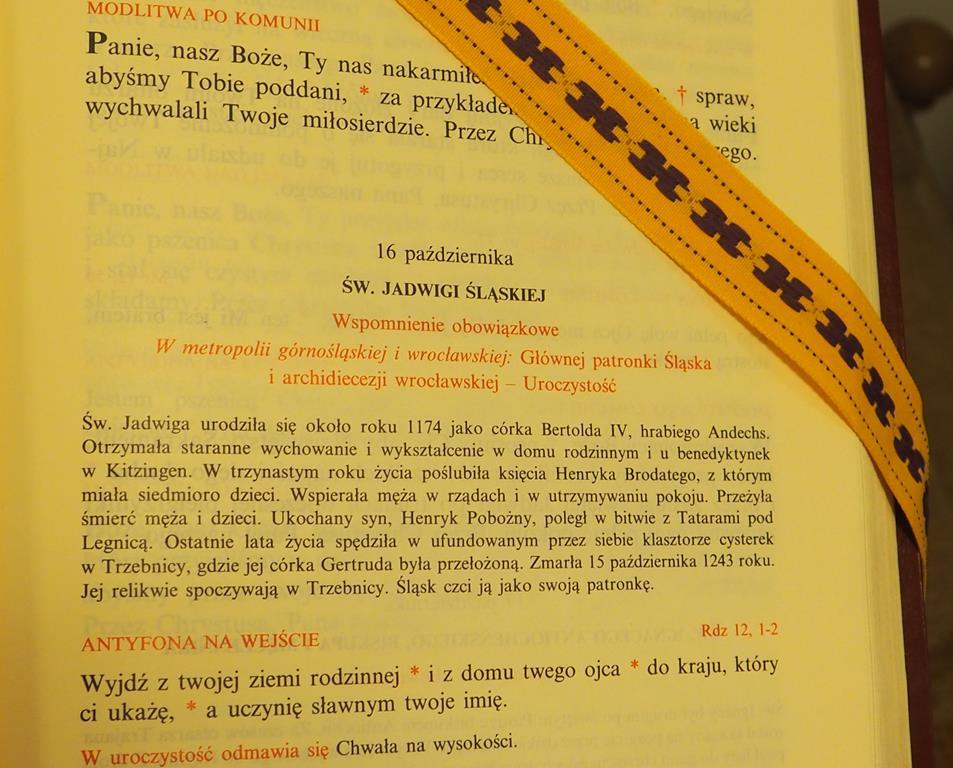 MODLITWA PO KOMUNII
Panie, nasz Boże, Ty nas nakarmiłe † spraw,
abyśmy Tobie poddani, * za przykłade a wieki
wychwalali Twoje miłosierdzie. Przez Chry zego.
16 października
ŚW. JADWIGI ŚLĄSKIEJ
Wspomnienie obowiązkowe
W metropolii górnośląskiej i wrocławskiej: Głównej patronki Śląska
i archidiecezji wrocławskiej – Uroczystość
Św. Jadwiga urodziła się około roku 1174 jako córka Bertolda IV, hrabiego Andechs.
Otrzymała staranne wychowanie i wykształcenie w domu rodzinnym i u benedyktynek
w Kitzingen. W trzynastym roku życia poślubiła księcia Henryka Brodatego, z którym
miała siedmioro dzieci. Wspierała męża w rządach i w utrzymywaniu pokoju. Przeżyła
śmierć męża i dzieci. Ukochany syn, Henryk Pobożny, poległ w bitwie z Tatarami pod
Legnicą. Ostatnie lata życia spędziła w ufundowanym przez siebie klasztorze cysterek
w Trzebnicy, gdzie jej córka Gertruda była przełożoną. Zmarła 15 października 1243 roku.
Jej relikwie spoczywają w Trzebnicy. Śląsk czci ją jako swoją patronkę.
ANTYFONA NA WEJŚCIE Rdz 12, 1-2
Wyjdź z twojej ziemi rodzinnej * i z domu twego ojca * do kraju, który
ci ukażę, * a uczynię sławnym twoje imię.
W uroczystość odmawia się Chwała na wysokości.